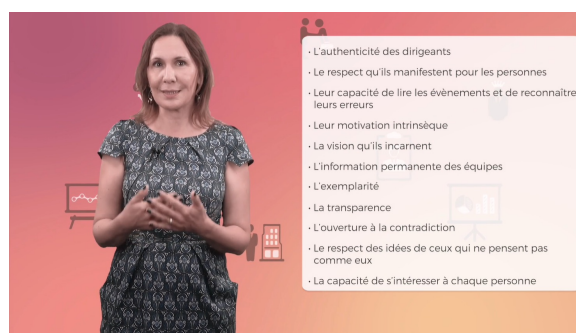 • L'authenticité des dirigeants
• Le respect qu'ils manifestent pour les personnes
• Leur capacité de lire les évènements et de reconnaître
leurs erreurs
• Leur motivation intrinsèque
• La vision qu'ils incarnent
• L'information permanente des équipes
• L'exemplarité
• La transparence
• L'ouverture à la contradiction
• Le respect des idées de ceux qui ne pensent pas
comme eux
• La capacité de s'intéresser à chaque personne